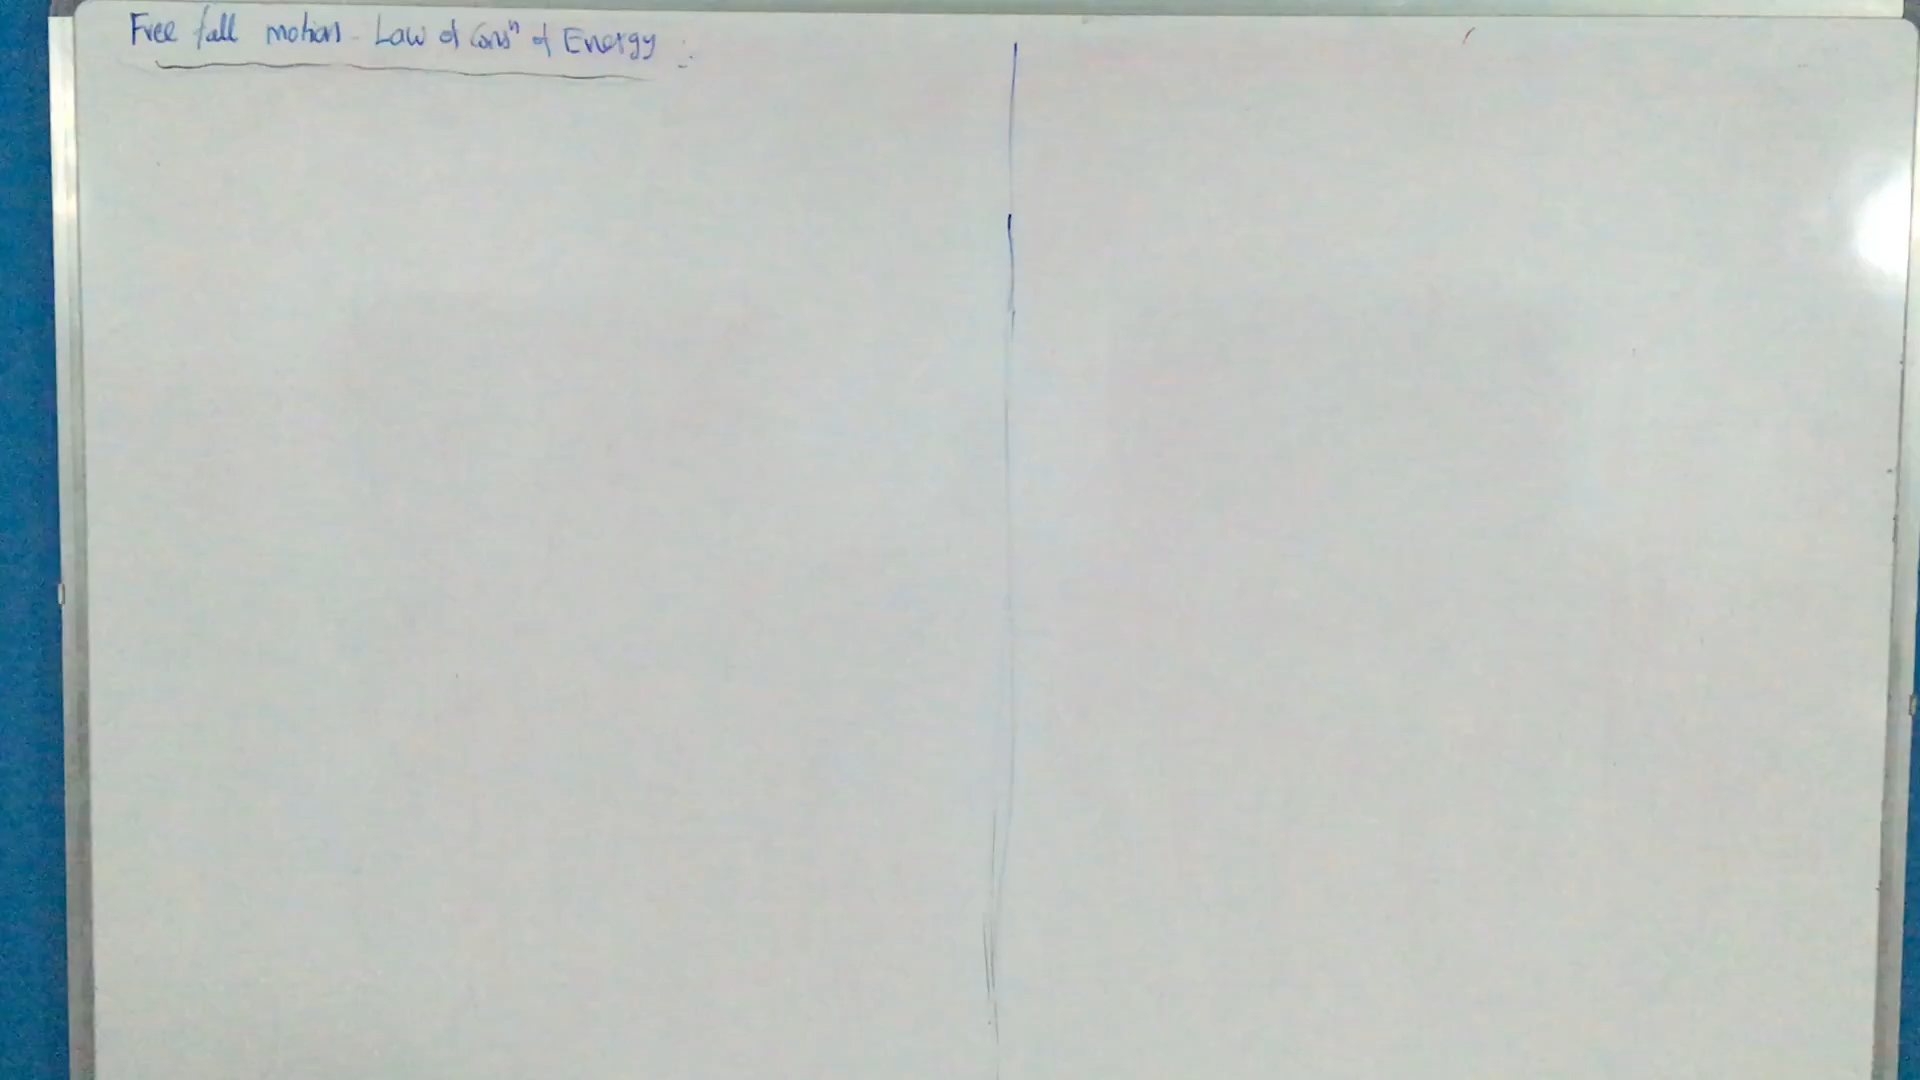 Free fall motion - Law of Consⁿ of Energy :